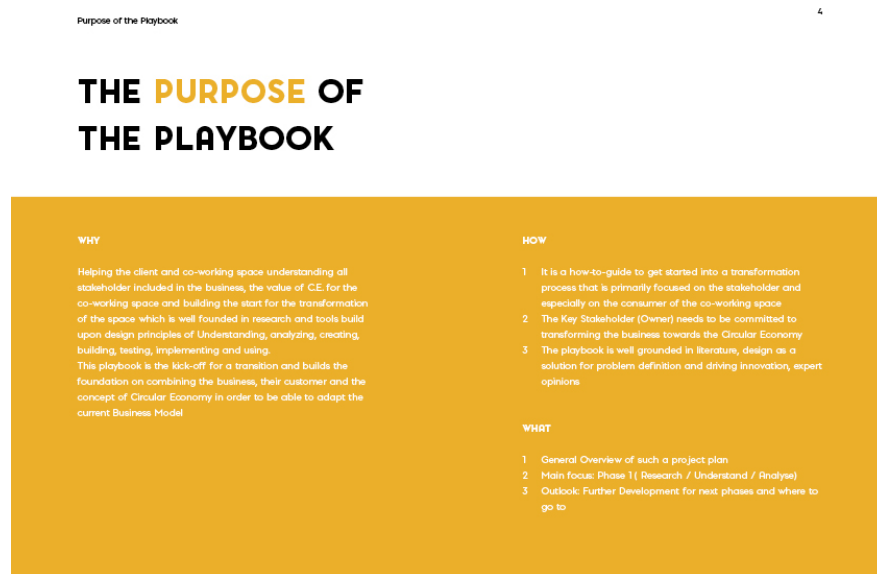 Purpose of the Playbook
4
THE PURPOSE OF
THE PLAYBOOK
WHY
Helping the client and co-working space understanding all
stakeholder included in the business, the value of C.E. for the
co-working space and building the start for the transformation
of the space which is well founded in research and tools build
upon design principles of Understanding, analyzing, creating,
building, testing, implementing and using.
This playbook is the kick-off for a transition and builds the
foundation on combining the business, their customer and the
concept of Circular Economy in order to be able to adapt the
current Business Model
HOW
1 It is a how-to-guide to get started into a transformation
process that is primarily focused on the stakeholder and
especially on the consumer of the co-working space
2 The Key Stakeholder (Owner) needs to be committed to
transforming the business towards the Circular Economy
3 The playbook is well grounded in literature, design as a
solution for problem definition and driving innovation, expert
opinions
WHAT
1 General Overview of such a project plan
2 Main focus: Phase 1 ( Research / Understand / Analyse)
3 Outlook: Further Development for next phases and where to
go to